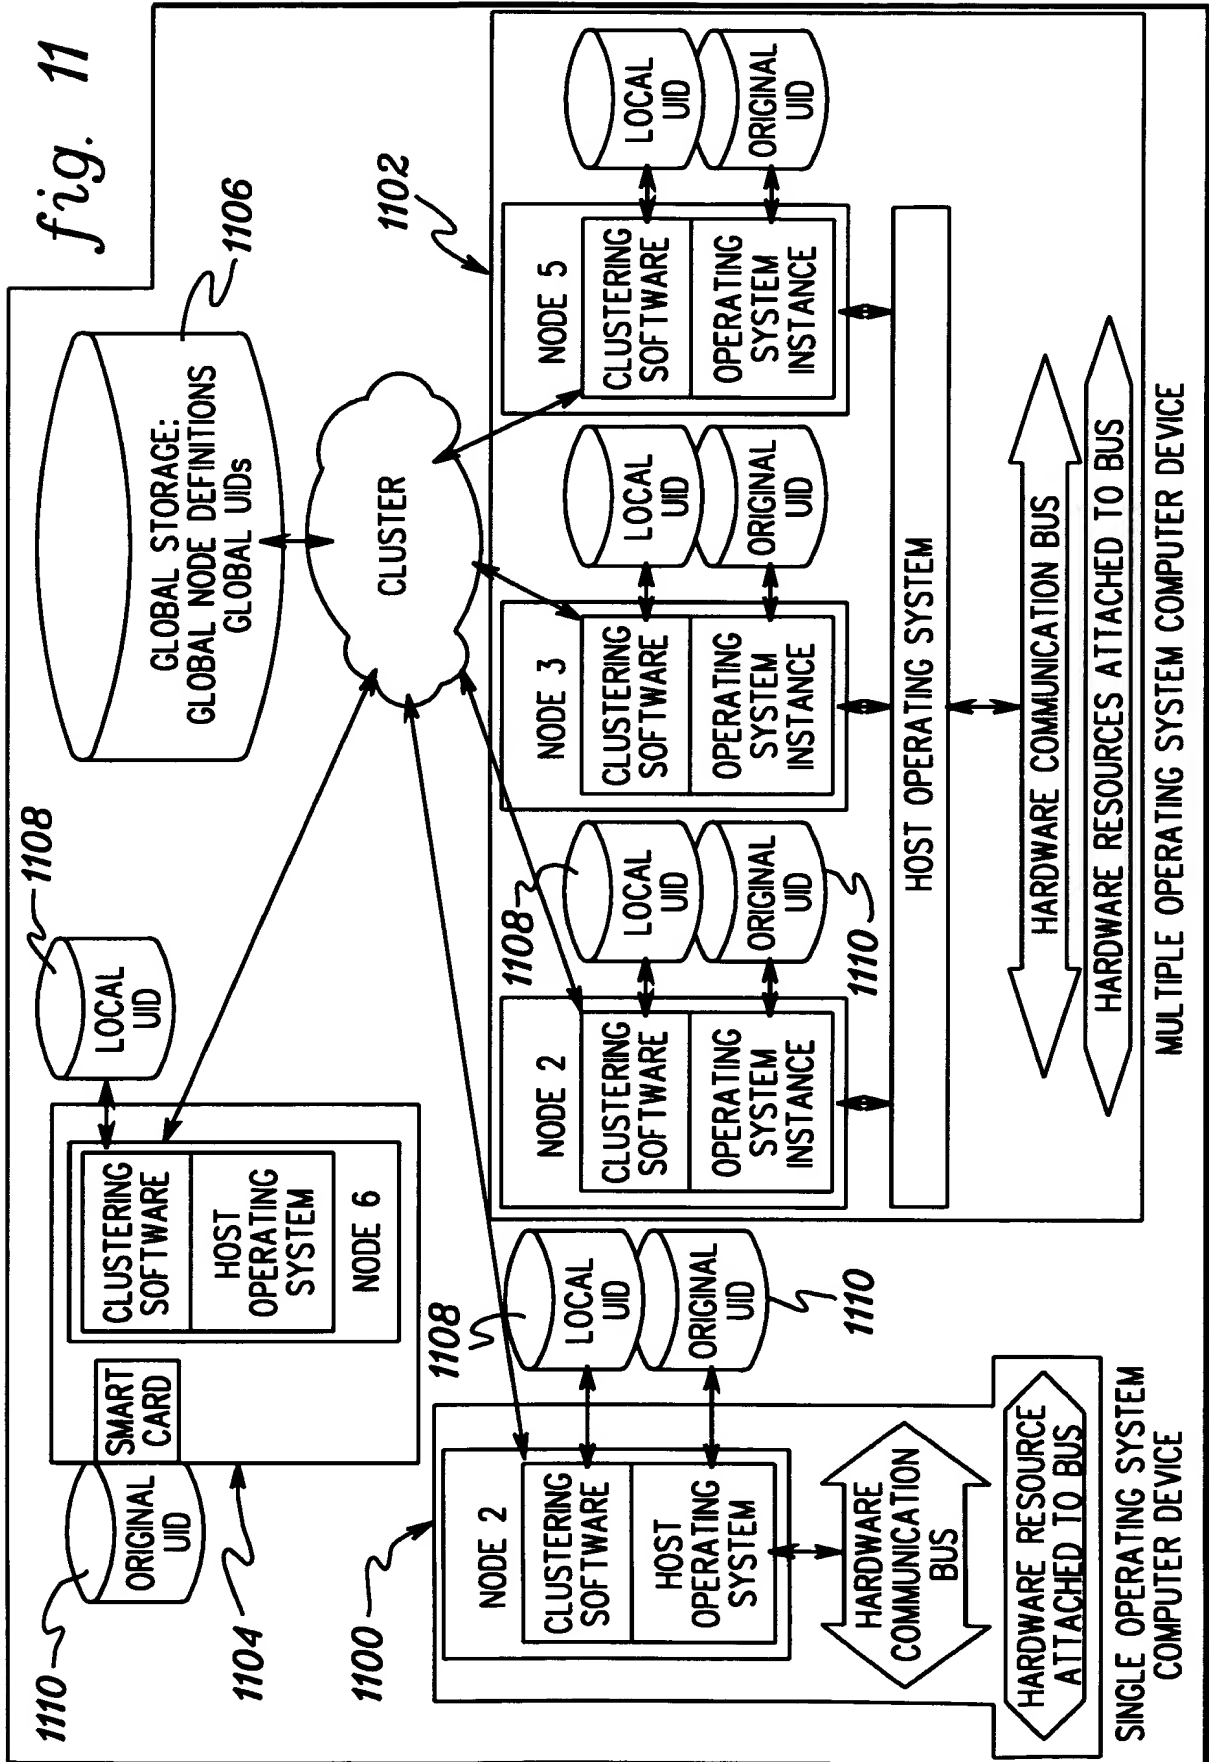 fig. 11
GLOBAL STORAGE:
GLOBAL NODE DEFINITIONS
GLOBAL UIDs
1106
CLUSTER
1108
LOCAL
UID
CLUSTERING
SOFTWARE
HOST
OPERATING
SYSTEM
NODE 6
SMART
CARD
ORIGINAL
UID
1110
1104
1100
NODE 2
CLUSTERING
SOFTWARE
HOST
OPERATING
SYSTEM
1108
LOCAL
UID
ORIGINAL
UID
1110
HARDWARE
COMMUNICATION
BUS
HARDWARE RESOURCE
ATTACHED TO BUS
SINGLE OPERATING SYSTEM
COMPUTER DEVICE
1102
NODE 2
CLUSTERING
SOFTWARE
OPERATING
SYSTEM
INSTANCE
1108
LOCAL
UID
ORIGINAL
UID
1110
NODE 3
CLUSTERING
SOFTWARE
OPERATING
SYSTEM
INSTANCE
LOCAL
UID
ORIGINAL
UID
NODE 5
CLUSTERING
SOFTWARE
OPERATING
SYSTEM
INSTANCE
LOCAL
UID
ORIGINAL
UID
HOST OPERATING SYSTEM
HARDWARE COMMUNICATION BUS
HARDWARE RESOURCES ATTACHED TO BUS
MULTIPLE OPERATING SYSTEM COMPUTER DEVICE